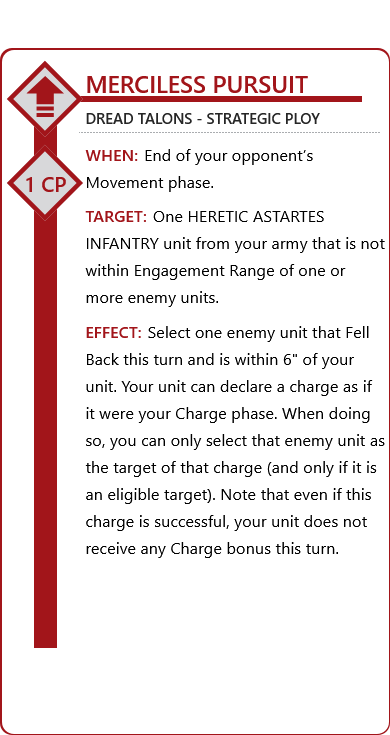 MERCILESS PURSUIT
DREAD TALONS - STRATEGIC PLOY
1 CP
WHEN: End of your opponent’s
Movement phase.
TARGET: One HERETIC ASTARTES
INFANTRY unit from your army that is not
within Engagement Range of one or
more enemy units.
EFFECT: Select one enemy unit that Fell
Back this turn and is within 6" of your
unit. Your unit can declare a charge as if
it were your Charge phase. When doing
so, you can only select that enemy unit as
the target of that charge (and only if it is
an eligible target). Note that even if this
charge is successful, your unit does not
receive any Charge bonus this turn.